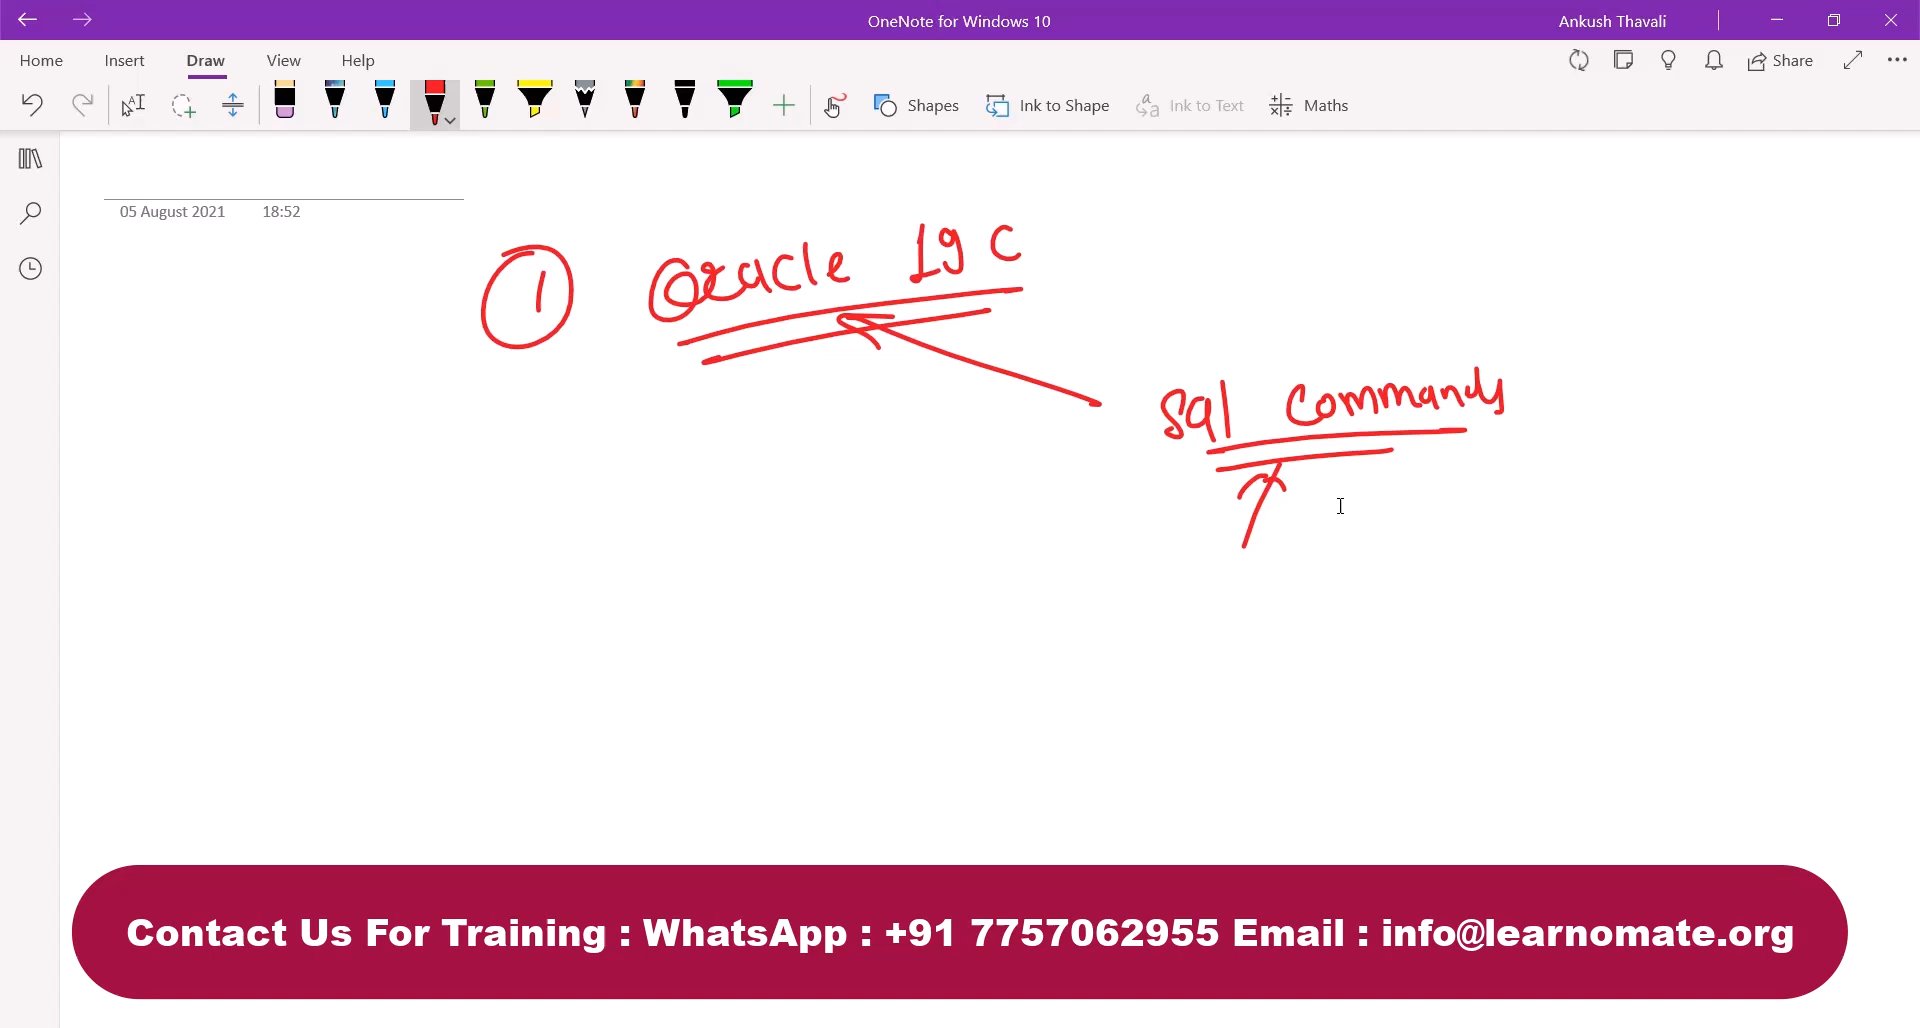 OneNote for Windows 10
Ankush Thavali
Home Insert Draw View Help
Share
Shapes Ink to Shape Ink to Text Maths
05 August 2021 18:52
1 Oracle 19 C
Sql Commands
Contact Us For Training : WhatsApp : +91 7757062955 Email : info@learnomate.org